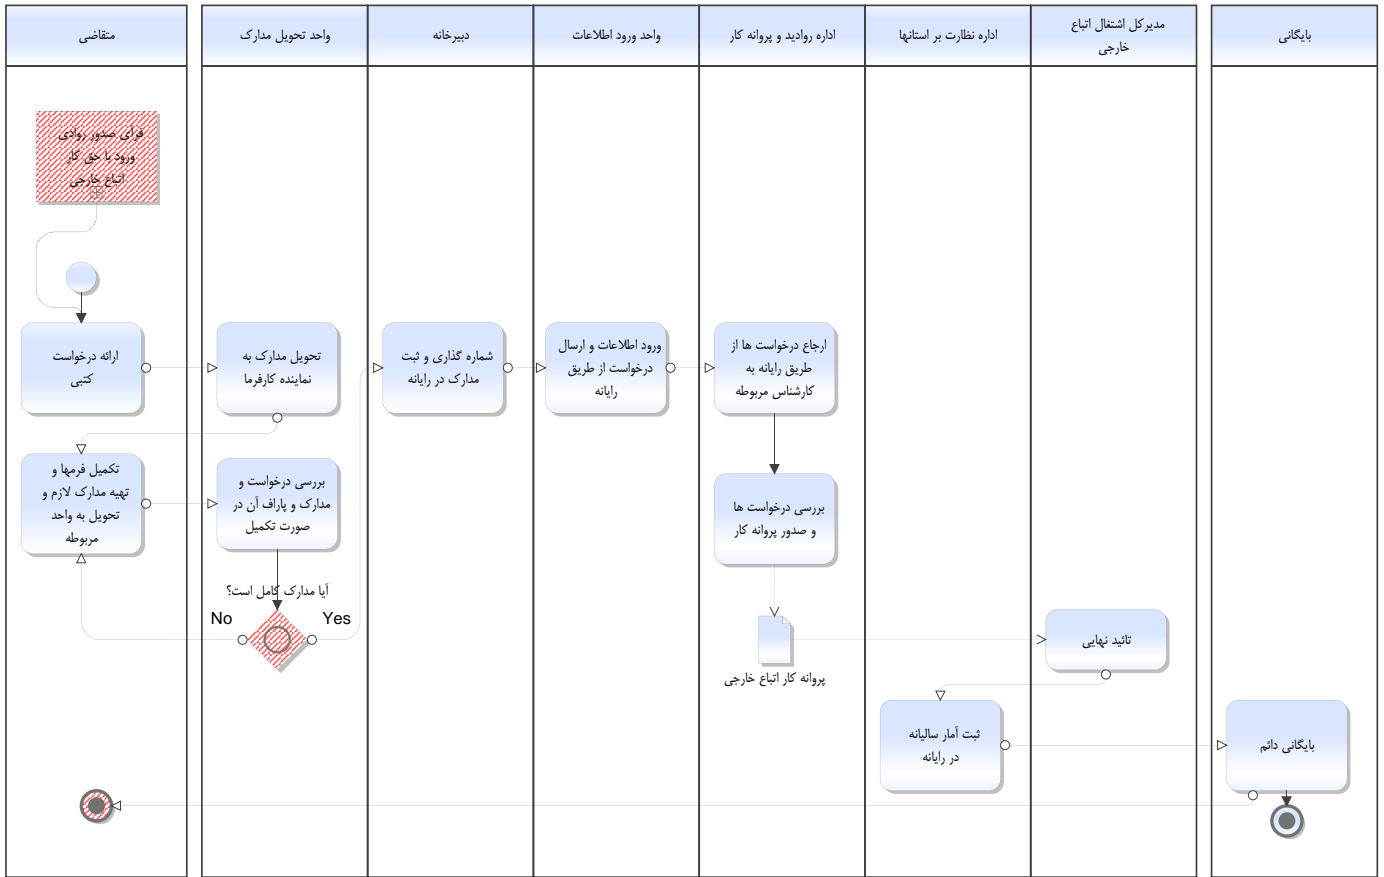 متقاضی
واحد تحویل مدارک
دبیرخانه
واحد ورود اطلاعات
اداره روادید و پروانه کار
اداره نظارت بر استانها
مدیرکل اشتغال اتباع
خارجی
بایگانی
فرآی صدور روادی
ورود با حق کار
اتباع خارجی
ارائه درخواست
کتبی
تحویل مدارک به
نماینده کارفرما
شماره گذاری و ثبت
مدارک در رایانه
ورود اطلاعات و ارسال
درخواست از طریق
رایانه
ارجاع درخواست ها از
طریق رایانه به
کارشناس مربوطه
تکمیل فرمها و
تهیه مدارک لازم و
تحویل به واحد
مربوطه
بررسی درخواست و
مدارک و پاراف آن در
صورت تکمیل
بررسی درخواست ها
و صدور پروانه کار
آیا مدارک کامل است؟
No
Yes
پروانه کار اتباع خارجی
تائید نهایی
ثبت آمار سالیانه
در رایانه
بایگانی دائم